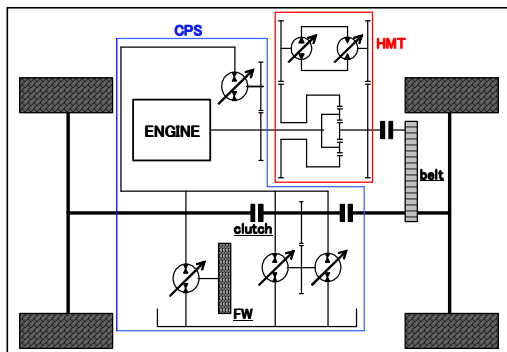 CPS
HMT
ENGINE
belt
clutch
FW